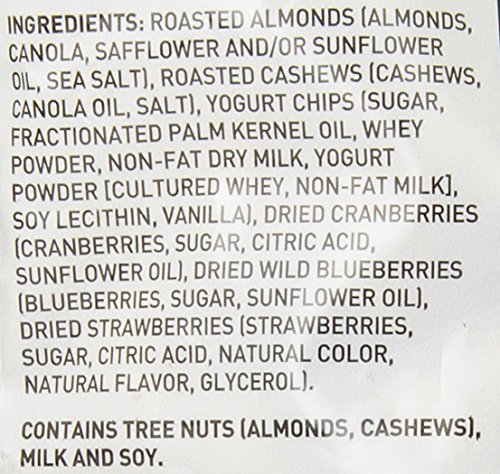 INGREDIENTS: ROASTED ALMONDS (ALMONDS,
CANOLA, SAFFLOWER AND/OR SUNFLOWER
OIL, SEA SALT), ROASTED CASHEWS (CASHEWS,
CANOLA OIL, SALT), YOGURT CHIPS (SUGAR,
FRACTIONATED PALM KERNEL OIL, WHEY
POWDER, NON-FAT DRY MILK, YOGURT
POWDER [CULTURED WHEY, NON-FAT MILK],
SOY LECITHIN, VANILLA), DRIED CRANBERRIES
(CRANBERRIES, SUGAR, CITRIC ACID,
SUNFLOWER OIL), DRIED WILD BLUEBERRIES
(BLUEBERRIES, SUGAR, SUNFLOWER OIL),
DRIED STRAWBERRIES (STRAWBERRIES,
SUGAR, CITRIC ACID, NATURAL COLOR,
NATURAL FLAVOR, GLYCEROL).
CONTAINS TREE NUTS (ALMONDS, CASHEWS),
MILK AND SOY.